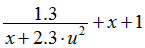 1.3
x+2.3·u² +x+1